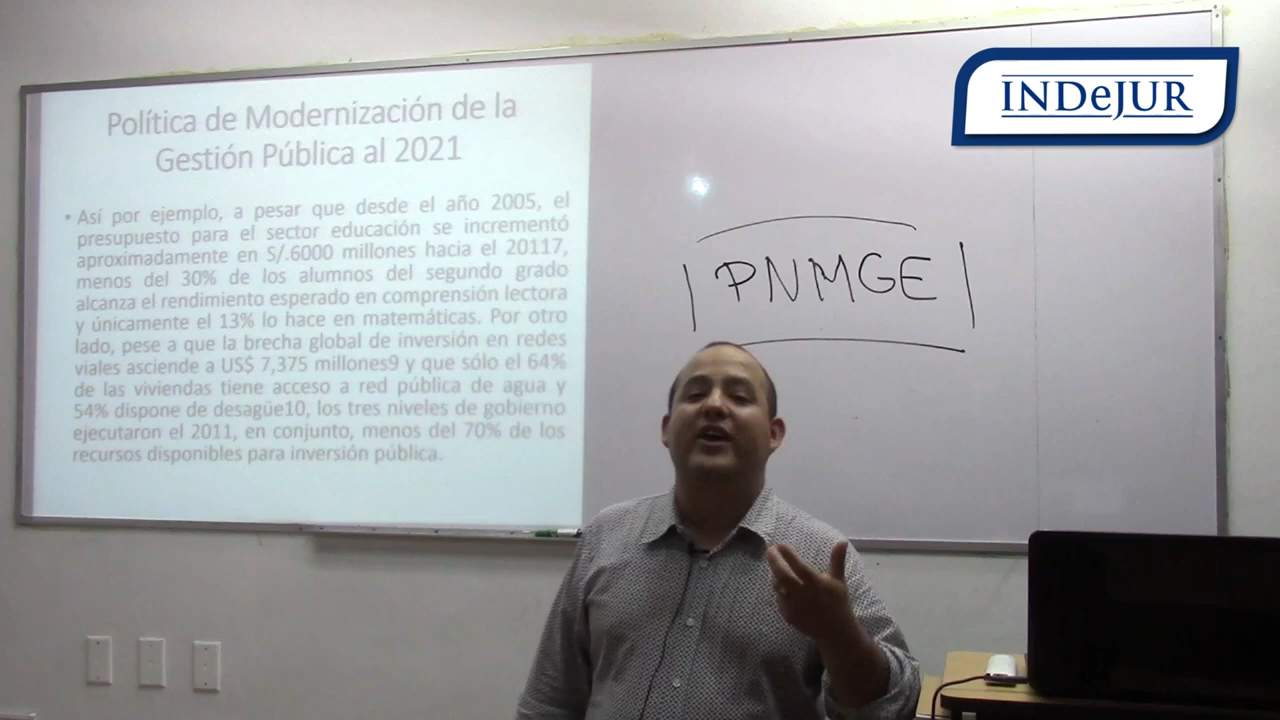 Política de Modernización de la
Gestión Pública al 2021
• Así por ejemplo, a pesar que desde el año 2005, el
presupuesto para el sector educación se incrementó
aproximadamente en S/.6000 millones hacia el 20117,
menos del 30% de los alumnos del segundo grado
alcanza el rendimiento esperado en comprensión lectora
y únicamente el 13% lo hace en matemáticas. Por otro
lado, pese a que la brecha global de inversión en redes
viales asciende a US$ 7,375 millones9 y que sólo el 64%
de las viviendas tiene acceso a red pública de agua y
54% dispone de desagüe10, los tres niveles de gobierno
ejecutaron el 2011, en conjunto, menos del 70% de los
recursos disponibles para inversión pública.
PNMGE
INDeJUR